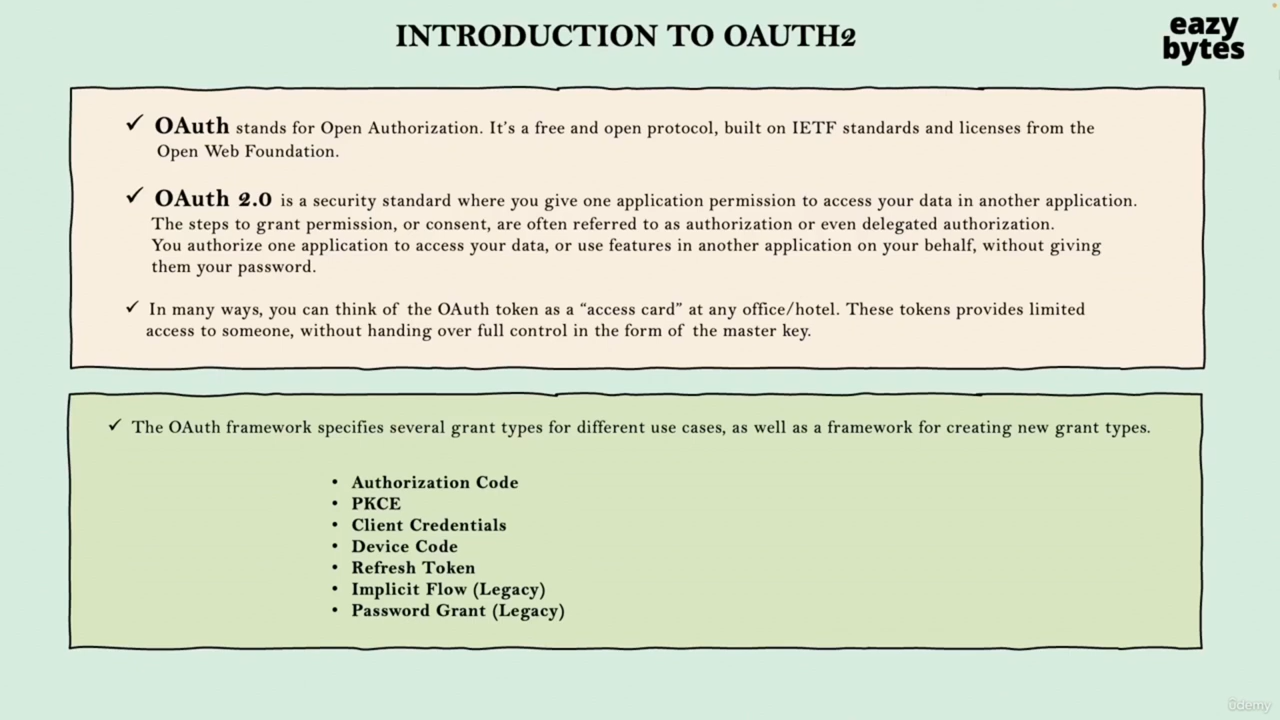 INTRODUCTION TO OAUTH2
eazy
bytes
✓ OAuth stands for Open Authorization. It's a free and open protocol, built on IETF standards and licenses from the
Open Web Foundation.
✓ OAuth 2.0 is a security standard where you give one application permission to access your data in another application.
The steps to grant permission, or consent, are often referred to as authorization or even delegated authorization.
You authorize one application to access your data, or use features in another application on your behalf, without giving
them your password.
✓ In many ways, you can think of the OAuth token as a “access card” at any office/hotel. These tokens provides limited
access to someone, without handing over full control in the form of the master key.
✓ The OAuth framework specifies several grant types for different use cases, as well as a framework for creating new grant types.
• Authorization Code
• PKCE
• Client Credentials
• Device Code
• Refresh Token
• Implicit Flow (Legacy)
• Password Grant (Legacy)
ûdemy